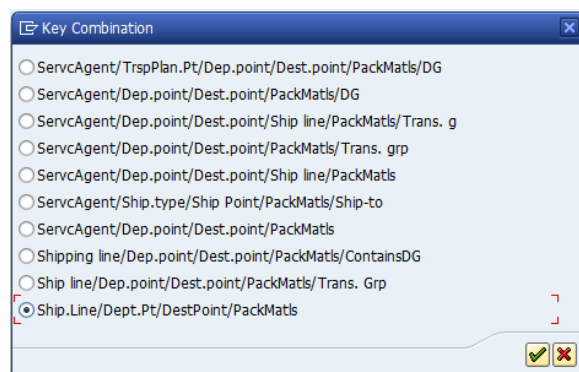 Key Combination
ServcAgent/TrspPlan.Pt/Dep.point/Dest.point/PackMatls/DG
ServcAgent/Dep.point/Dest.point/PackMatls/DG
ServcAgent/Dep.point/Dest.point/Ship line/PackMatls/Trans. g
ServcAgent/Dep.point/Dest.point/PackMatls/Trans. grp
ServcAgent/Dep.point/Dest.point/Ship line/PackMatls
ServcAgent/Ship.type/Ship Point/PackMatls/Ship-to
ServcAgent/Dep.point/Dest.point/PackMatls
Shipping line/Dep.point/Dest.point/PackMatls/ContainsDG
Ship line/Dep.point/Dest.point/PackMatls/Trans. Grp
Ship.Line/Dept.Pt/DestPoint/PackMatls